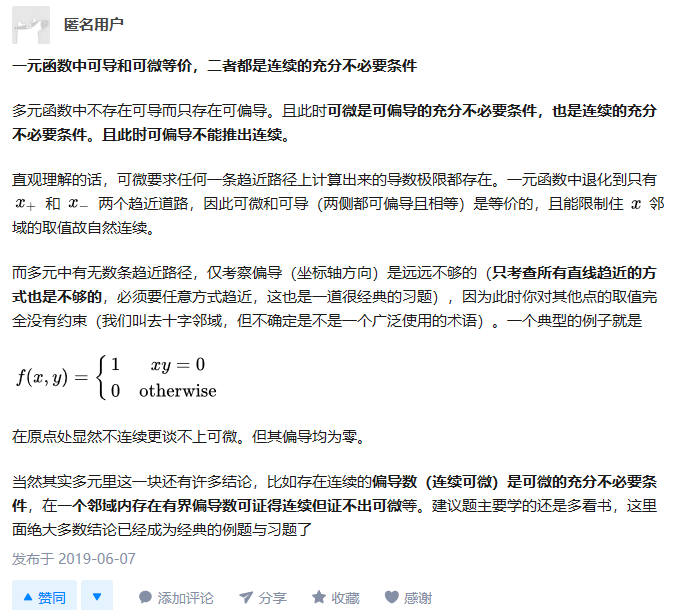 匿名用户
一元函数中可导和可微等价，二者都是连续的充分不必要条件
多元函数中不存在可导而只存在可偏导。且此时可微是可偏导的充分不必要条件，也是连续的充分
不必要条件。且此时可偏导不能推出连续。
直观理解的话，可微要求任何一条趋近路径上计算出来的导数极限都存在。一元函数中退化到只有
x₊ 和 x₋ 两个趋近道路，因此可微和可导（两侧都可偏导且相等）是等价的，且能限制住 x 邻
域的取值故自然连续。
而多元中有无数条趋近路径，仅考察偏导（坐标轴方向）是远远不够的（只考查所有直线趋近的方
式也是不够的，必须要任意方式趋近，这也是一道很经典的习题），因为此时你对其他点的取值完
全没有约束（我们叫去十字邻域，但不确定是不是一个广泛使用的术语）。一个典型的例子就是
f(x, y) = { 1 xy = 0
0 otherwise
在原点处显然不连续更谈不上可微。但其偏导均为零。
当然其实多元里这一块还有许多结论，比如存在连续的偏导数（连续可微）是可微的充分不必要条
件，在一个邻域内存在有界偏导数可证得连续但证不出可微等。建议题主要学的还是多看书，这里
面绝大多数结论已经成为经典的例题与习题了
发布于 2019-06-07
▲ 赞同 ▼ 添加评论 分享 收藏 感谢